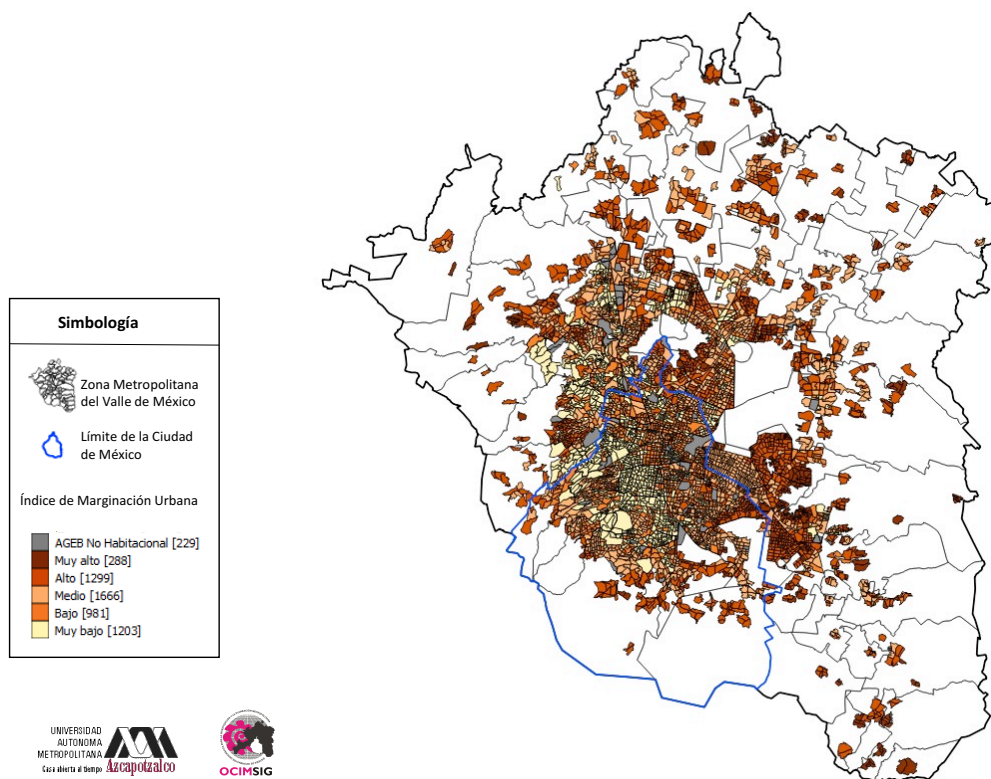 Simbología
Zona Metropolitana
del Valle de México
Límite de la Ciudad
de México
Índice de Marginación Urbana
AGEB No Habitacional [229]
Muy alto [288]
Alto [1299]
Medio [1666]
Bajo [981]
Muy bajo [1203]
UNIVERSIDAD
AUTONOMA
METROPOLITANA
Casa abierta al tiempo Azcapotzalco
OCIMSIG